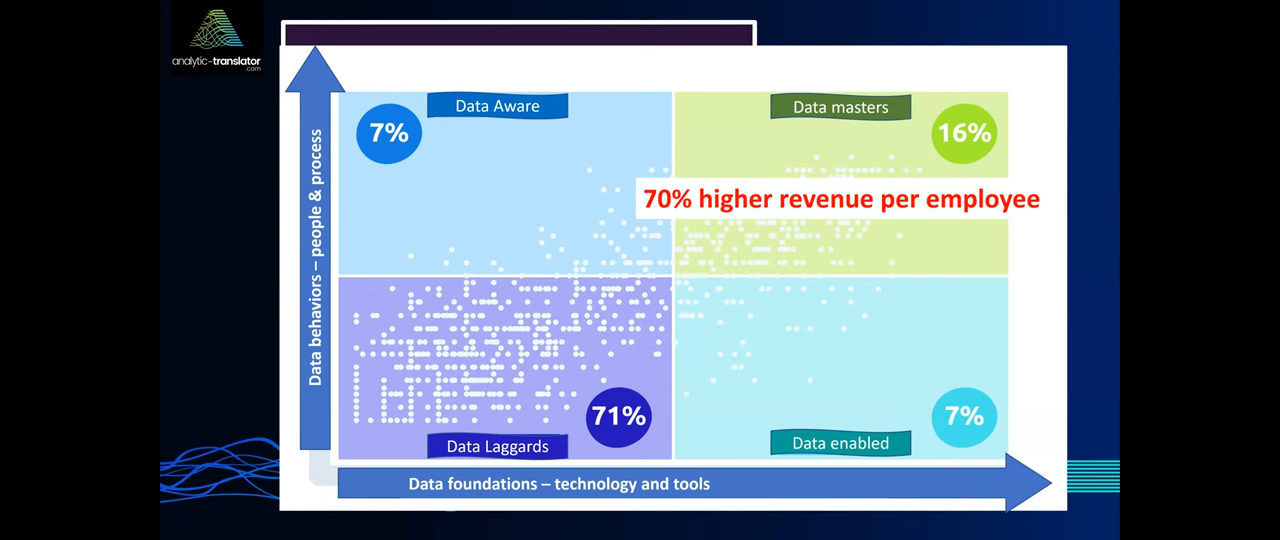 analytic-translator
.com
Data Aware
7%
Data masters
16%
70% higher revenue per employee
Data behaviors – people & process
71%
Data Laggards
7%
Data enabled
Data foundations – technology and tools